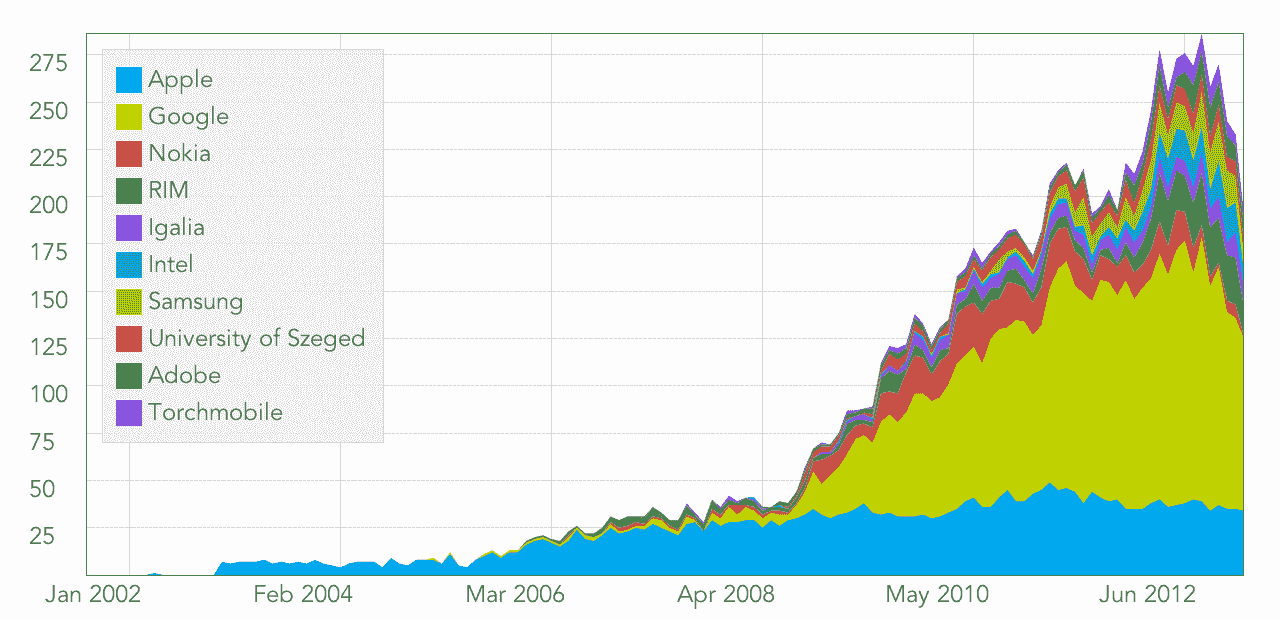 275
250
225
200
175
150
125
100
75
50
25
Apple
Google
Nokia
RIM
Igalia
Intel
Samsung
University of Szeged
Adobe
Torchmobile
Jan 2002 Feb 2004 Mar 2006 Apr 2008 May 2010 Jun 2012